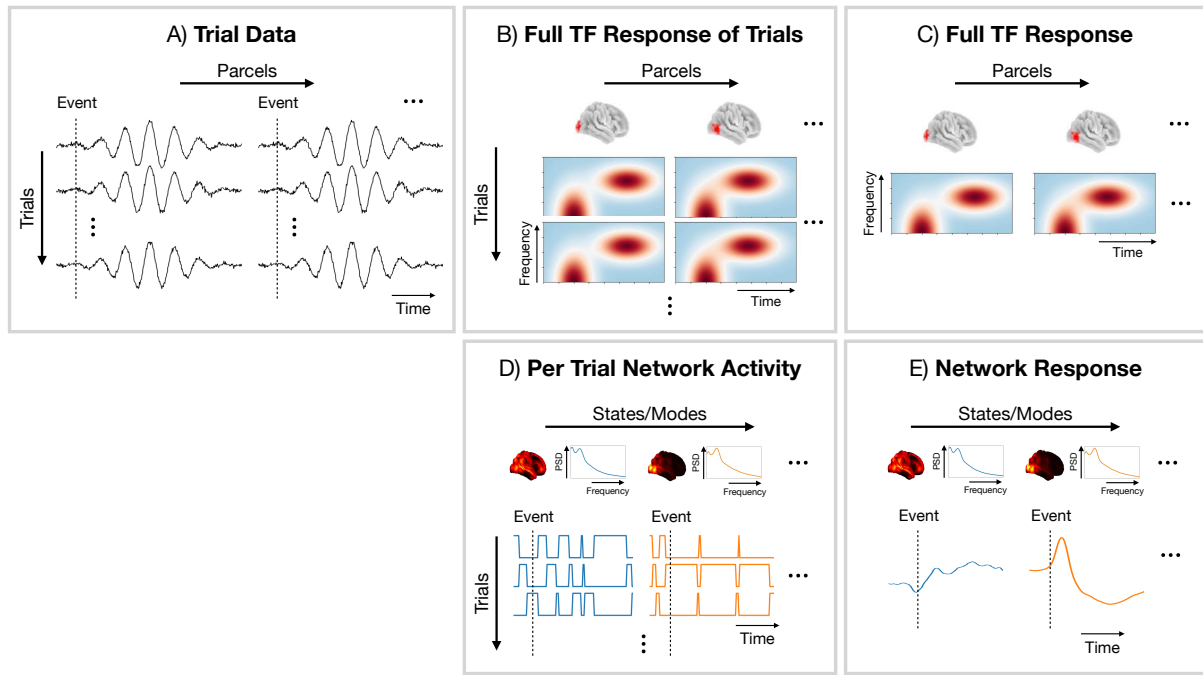 A) Trial Data
Parcels
Event
Event
...
Trials
...
...
Time
B) Full TF Response of Trials
Parcels
...
Trials
Frequency
...
Time
...
C) Full TF Response
Parcels
...
Frequency
...
Time
D) Per Trial Network Activity
States/Modes
PSD
Frequency
PSD
Frequency
...
Event
Event
Trials
...
Time
...
E) Network Response
States/Modes
PSD
Frequency
PSD
Frequency
...
Event
Event
...
Time